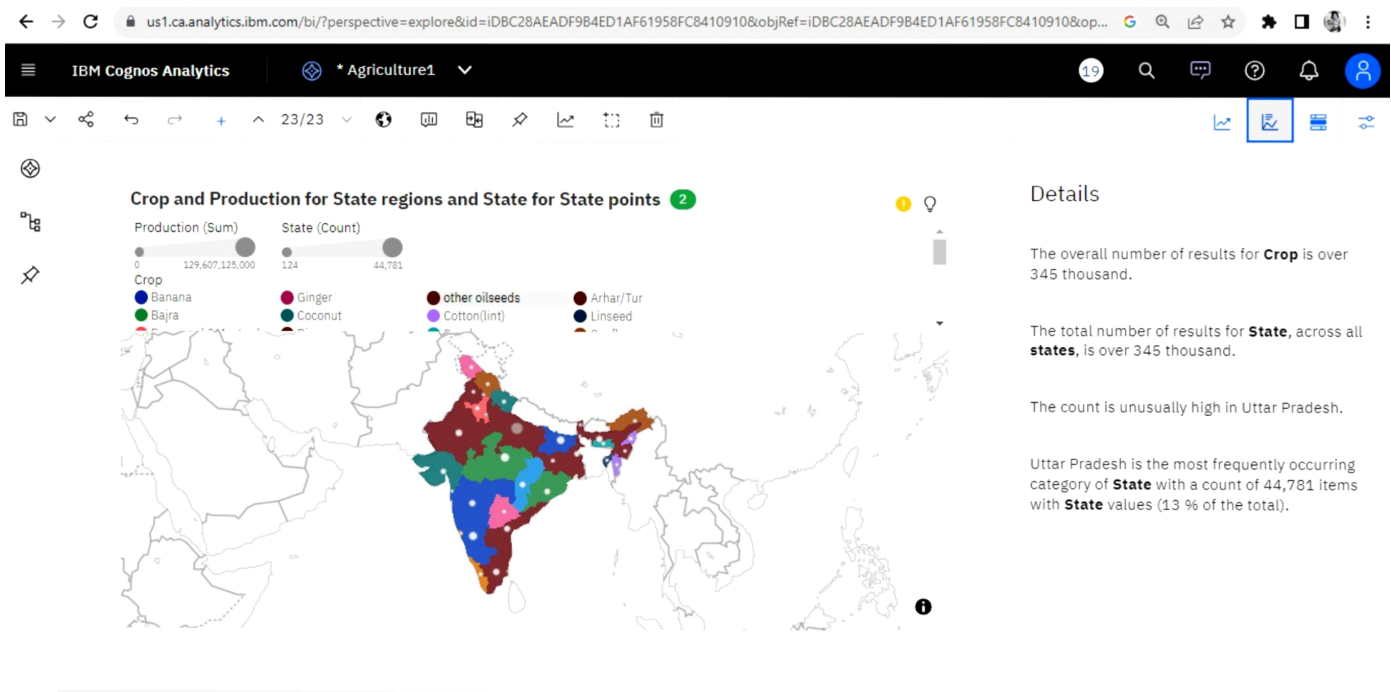 us1.ca.analytics.ibm.com/bi/?perspective=explore&id=iDBC28AEADF9B4ED1AF61958FC8410910&objRef=iDBC28AEADF9B4ED1AF61958FC8410910&op...
IBM Cognos Analytics
* Agriculture1
19
23/23
Crop and Production for State regions and State for State points 2
Production (Sum) State (Count)
0 129,607,125,000 124 44,781
Crop
Banana Ginger other oilseeds Arhar/Tur
Bajra Coconut Cotton(lint) Linseed
Details
The overall number of results for Crop is over
345 thousand.
The total number of results for State, across all
states, is over 345 thousand.
The count is unusually high in Uttar Pradesh.
Uttar Pradesh is the most frequently occurring
category of State with a count of 44,781 items
with State values (13 % of the total).